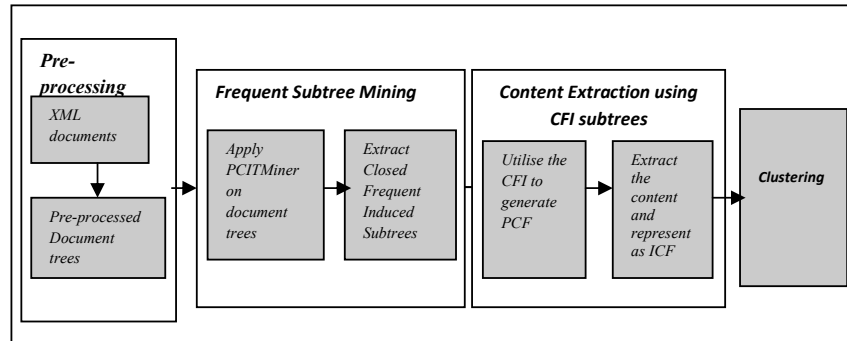 Pre-
processing
XML
documents
Pre-processed
Document
trees
Frequent Subtree Mining
Apply
PCITMiner
on
document
trees
Extract
Closed
Frequent
Induced
Subtrees
Content Extraction using
CFI subtrees
Utilise the
CFI to
generate
PCF
Extract
the
content
and
represent
as ICF
Clustering